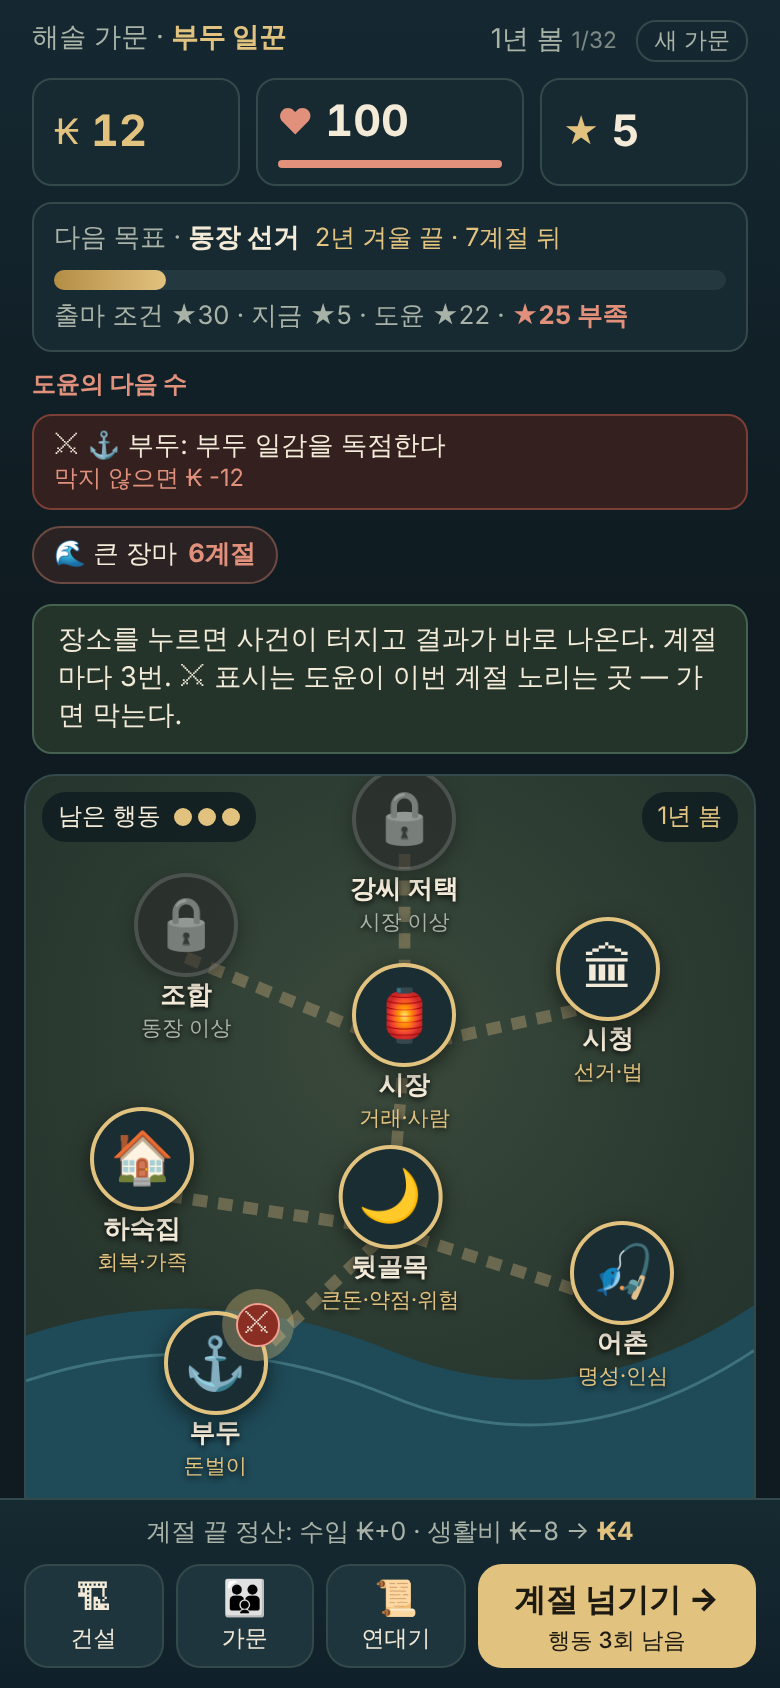 해솔 가문 · 부두 일꾼
1년 봄 1/32
새 가문
₭ 12
♥ 100
★ 5
다음 목표 · 동장 선거 2년 겨울 끝 · 7계절 뒤
출마 조건 ★30 · 지금 ★5 · 도윤 ★22 · ★25 부족
도윤의 다음 수
⚔ ⚓ 부두: 부두 일감을 독점한다
막지 않으면 ₭ -12
🌊 큰 장마 6계절
장소를 누르면 사건이 터지고 결과가 바로 나온다. 계절
마다 3번. ⚔ 표시는 도윤이 이번 계절 노리는 곳 — 가
면 막는다.
남은 행동
1년 봄
강씨 저택
시장 이상
조합
동장 이상
시청
선거·법
시장
거래·사람
하숙집
회복·가족
뒷골목
큰돈·약점·위험
어촌
명성·인심
부두
돈벌이
계절 끝 정산: 수입 ₭+0 · 생활비 ₭−8 → ₭4
건설
가문
연대기
계절 넘기기 →
행동 3회 남음